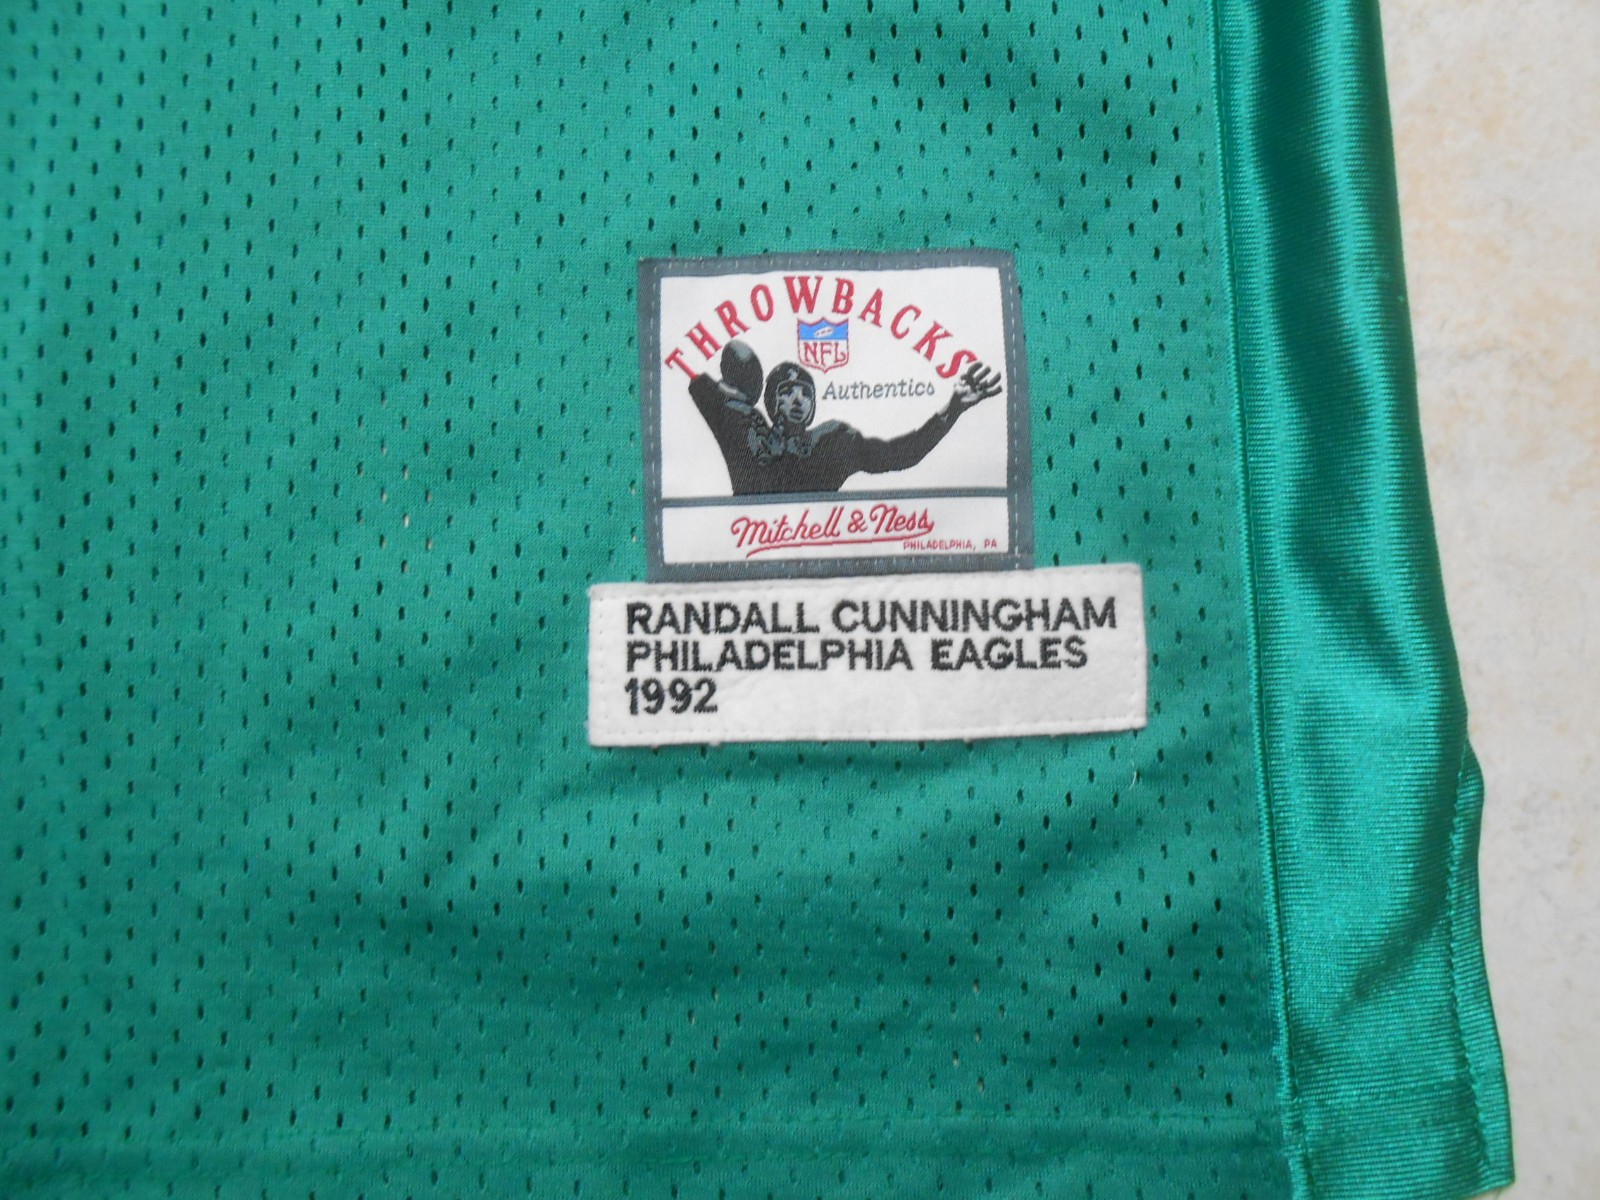 THROWBACKS
NFL
Authentics
Mitchell & Ness
PHILADELPHIA, PA
RANDALL CUNNINGHAM
PHILADELPHIA EAGLES
1992